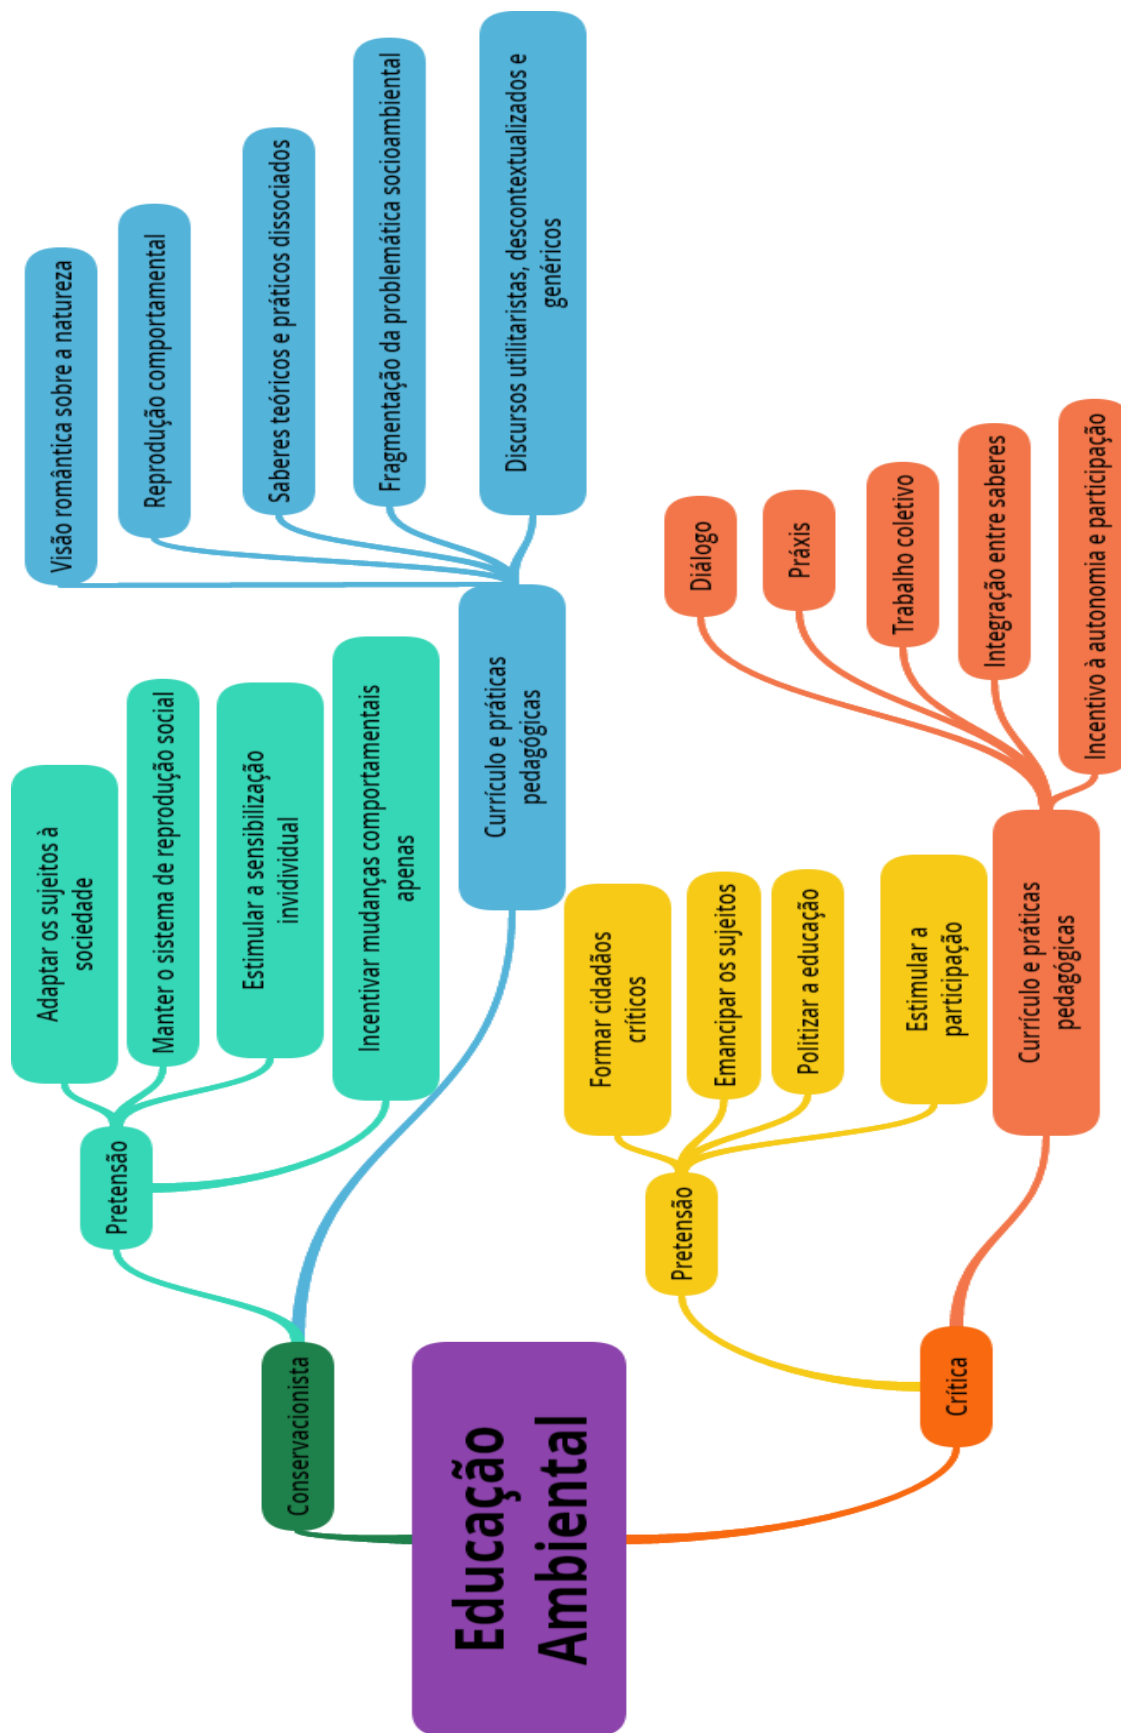 Educação
Ambiental
Conservacionista
Pretensão
Adaptar os sujeitos à
sociedade
Manter o sistema de reprodução social
Estimular a sensibilização
invidividual
Incentivar mudanças comportamentais
apenas
Currículo e práticas
pedagógicas
Visão romântica sobre a natureza
Reprodução comportamental
Saberes teóricos e práticos dissociados
Fragmentação da problemática socioambiental
Discursos utilitaristas, descontextualizados e
genéricos
Crítica
Pretensão
Formar cidadãos
críticos
Emancipar os sujeitos
Politizar a educação
Estimular a
participação
Currículo e práticas
pedagógicas
Diálogo
Práxis
Trabalho coletivo
Integração entre saberes
Incentivo à autonomia e participação